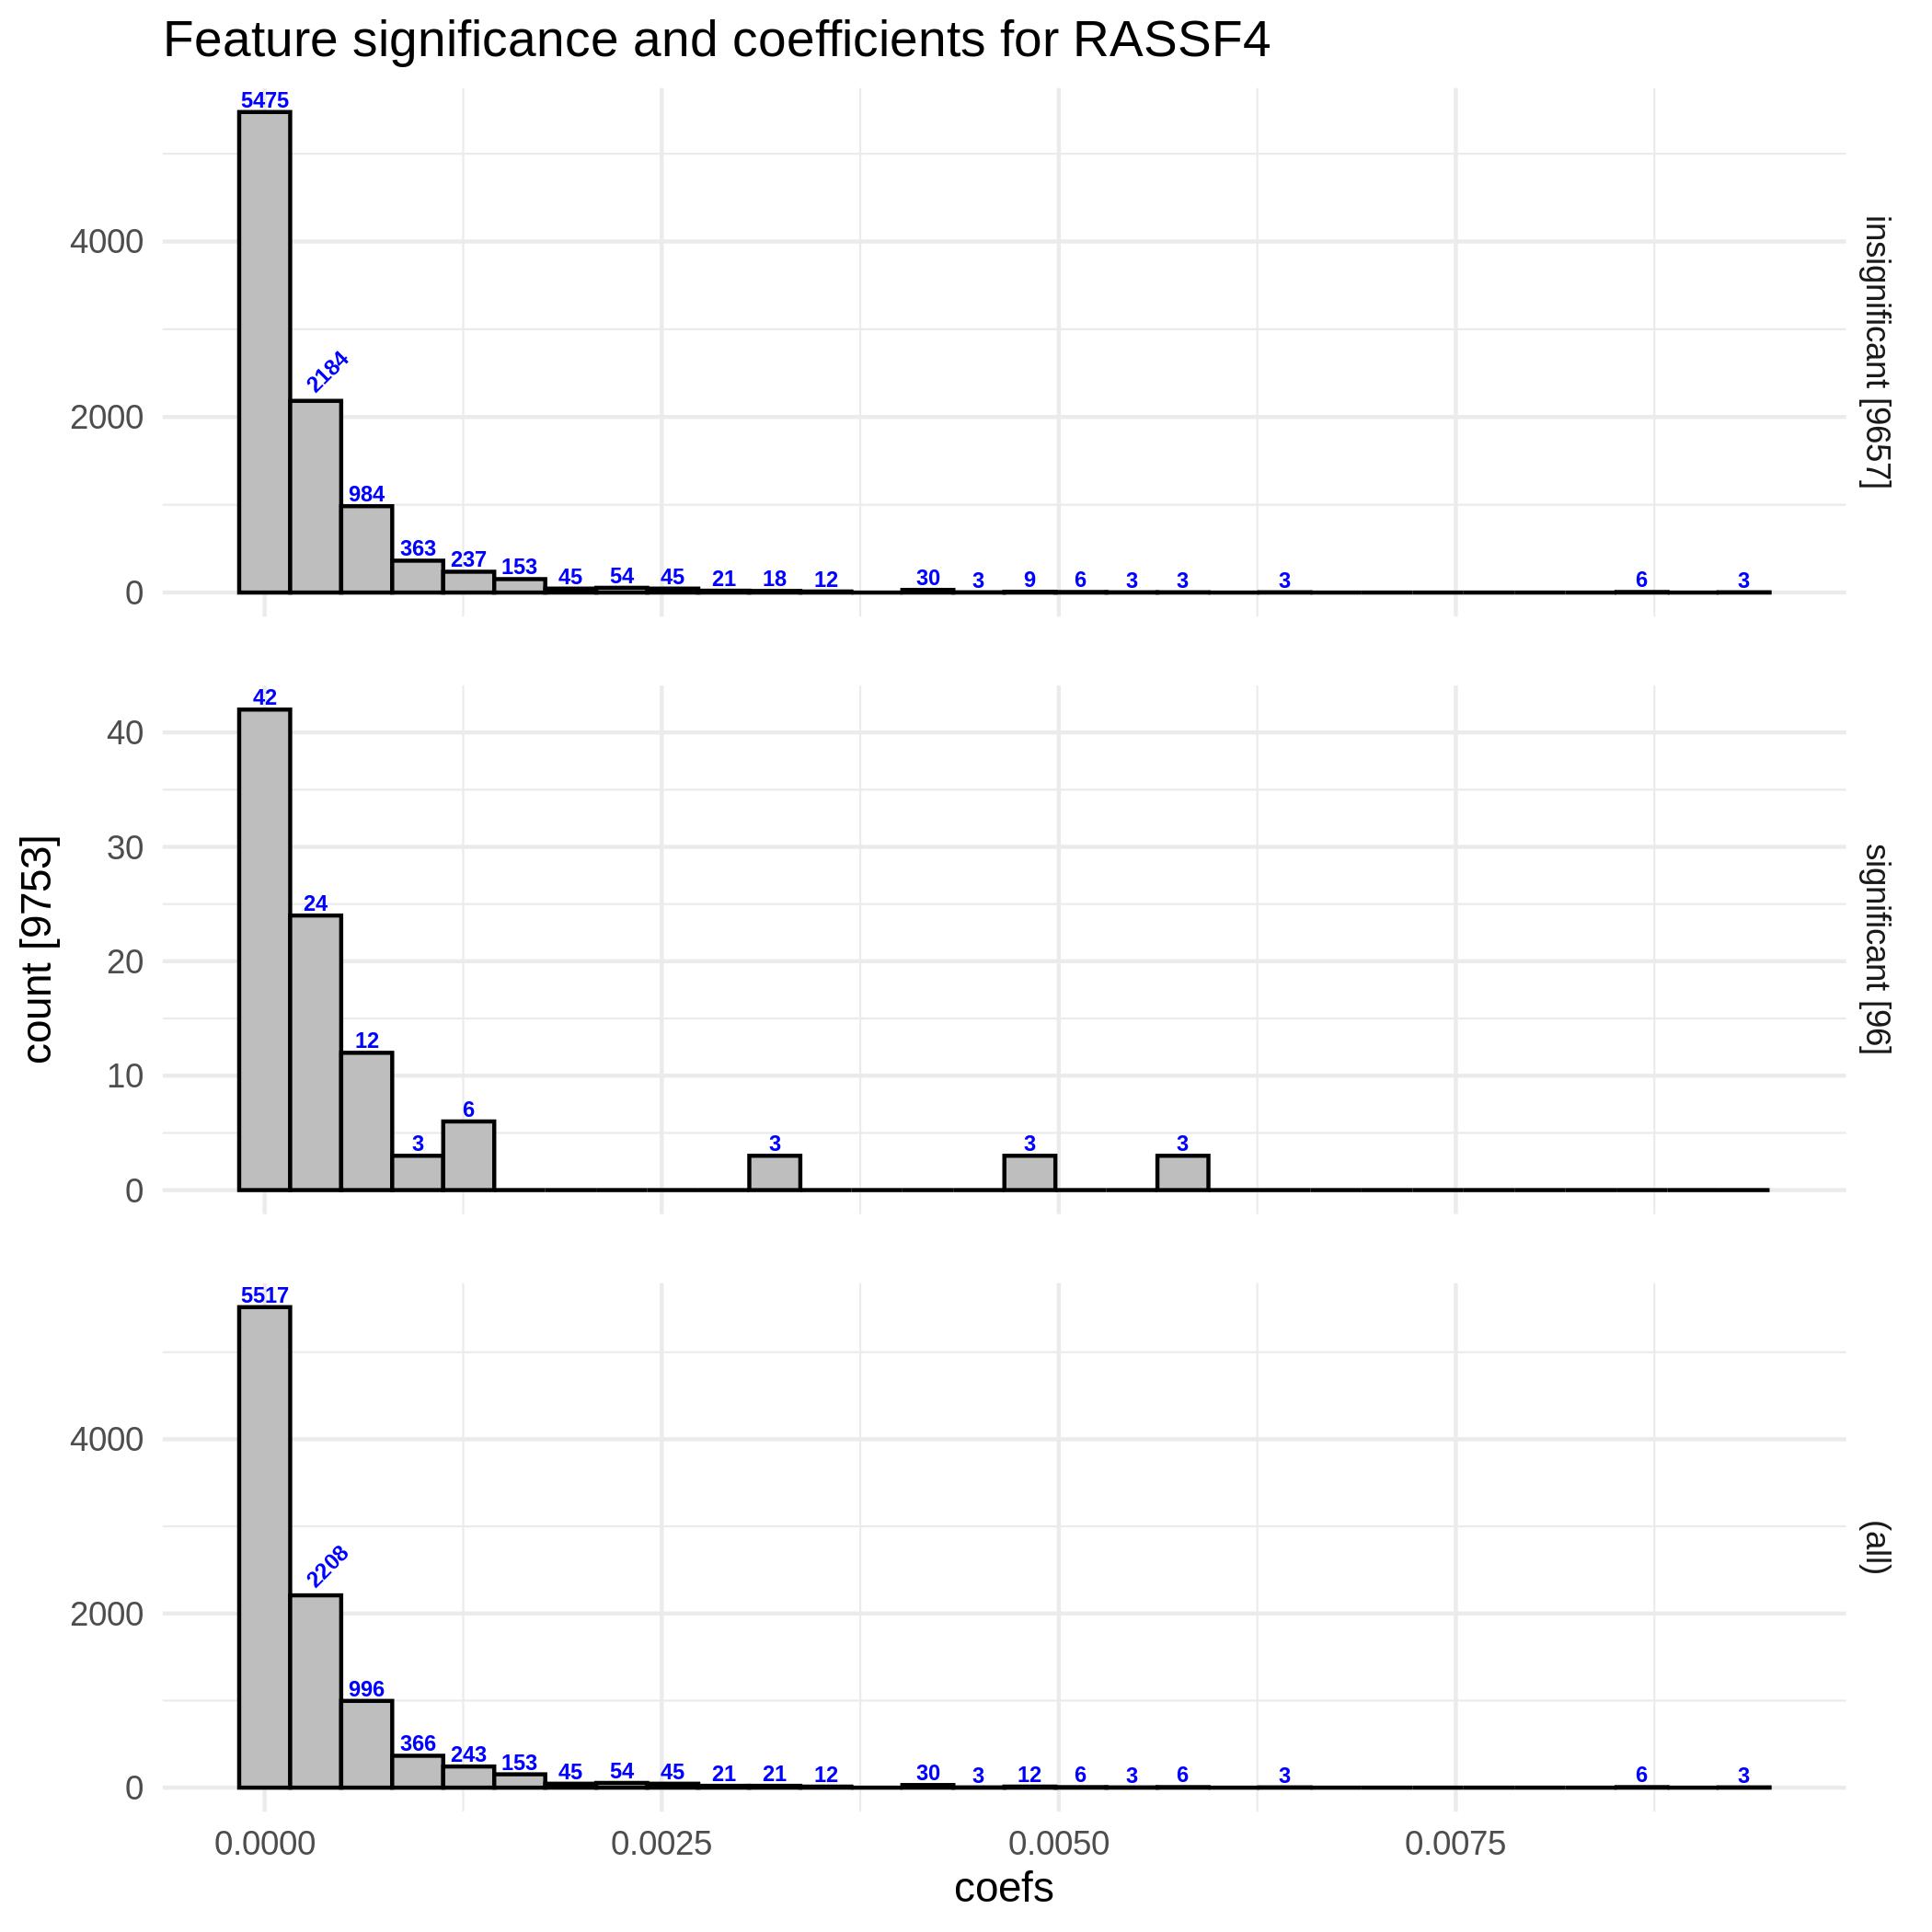 Feature significance and coefficients for RASSF4
5475
2184
984
363 237 153 45 54 45 21 18 12 30 3 9 6 3 3 3 6 3
4000
2000
0
insignificant [9657]
42
24
12
3 6 3 3 3
40
30
20
10
0
significant [96]
count [9753]
5517
2208
996
366 243 153 45 54 45 21 21 12 30 3 12 6 3 6 3 6 3
4000
2000
0
(all)
0.0000 0.0025 0.0050 0.0075
coefs